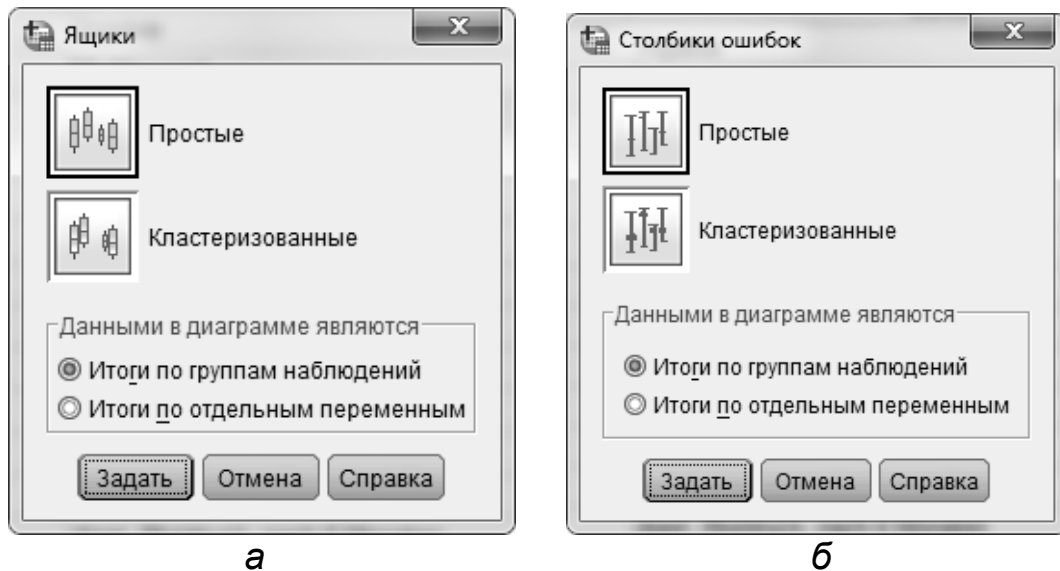 Ящики
Простые
Кластеризованные
Данными в диаграмме являются
Итоги по группам наблюдений
Итоги по отдельным переменным
Задать Отмена Справка
а
Столбики ошибок
Простые
Кластеризованные
Данными в диаграмме являются
Итоги по группам наблюдений
Итоги по отдельным переменным
Задать Отмена Справка
б